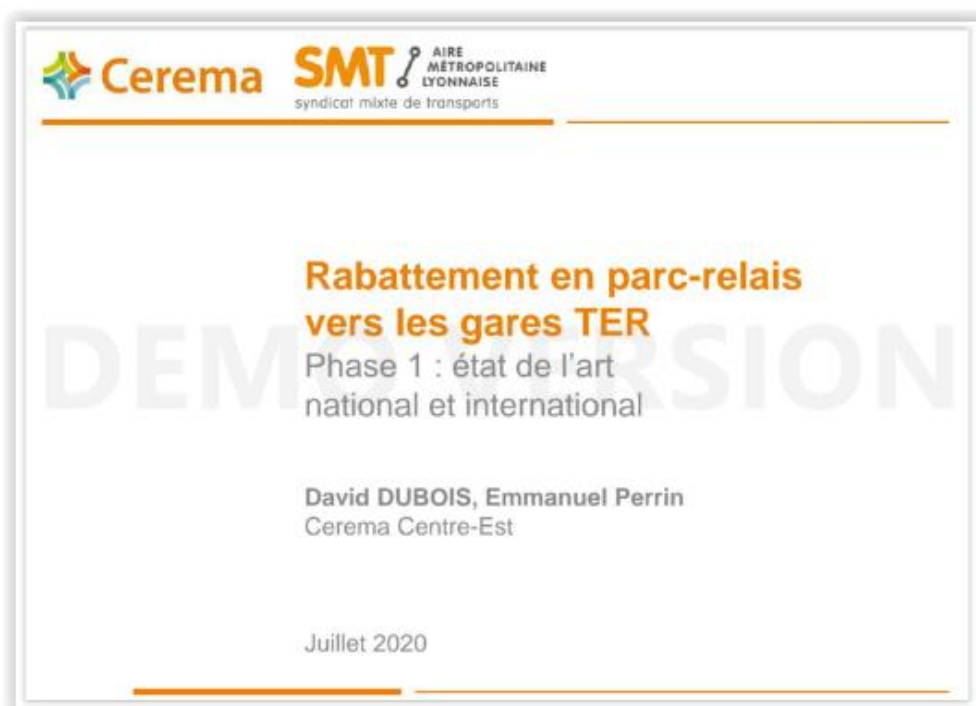 Cerema
SMT
AIRE
MÉTROPOLITAINE
LYONNAISE
syndicat mixte de transports
Rabattement en parc-relais
vers les gares TER
Phase 1 : état de l'art
national et international
DEMO VERSION
David DUBOIS, Emmanuel Perrin
Cerema Centre-Est
Juillet 2020